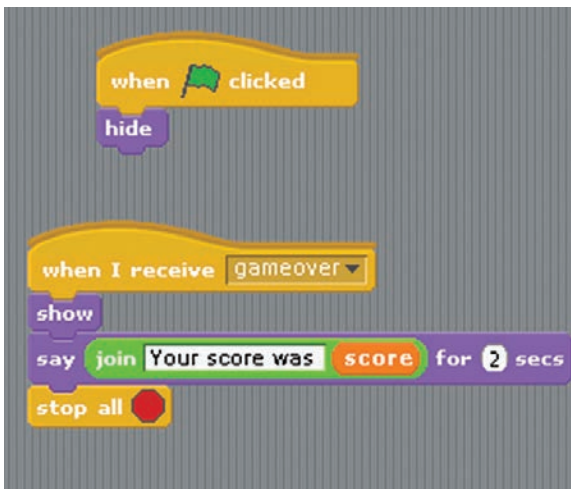 when clicked
hide
when I receive gameover
show
say join Your score was score for 2 secs
stop all